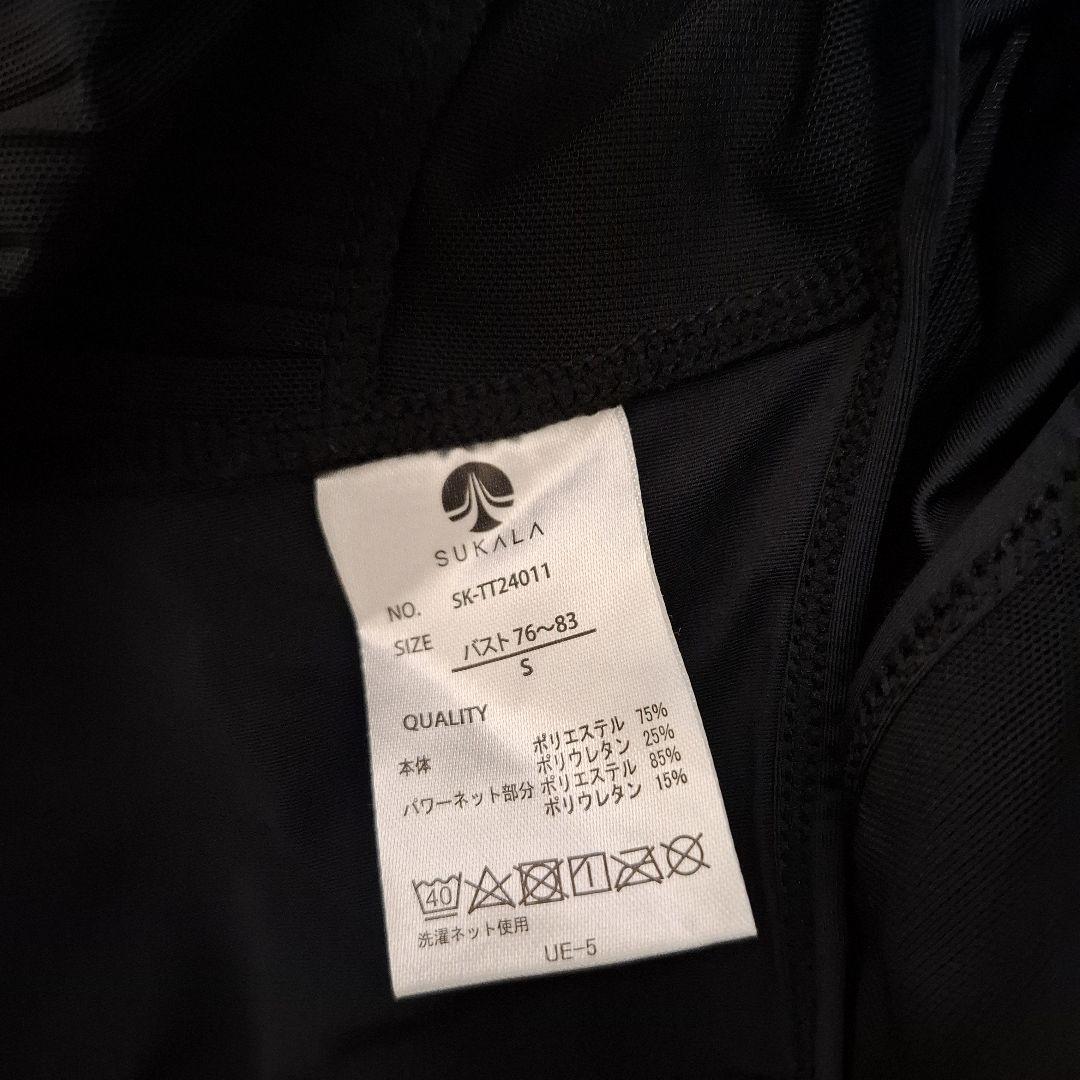 SUKALA
NO. SK-TT24011
SIZE バスト 76～83
S
QUALITY
本体 ポリエステル 75%
ポリウレタン 25%
パワーネット部分 ポリエステル 85%
ポリウレタン 15%
40
洗濯ネット使用
UE-5